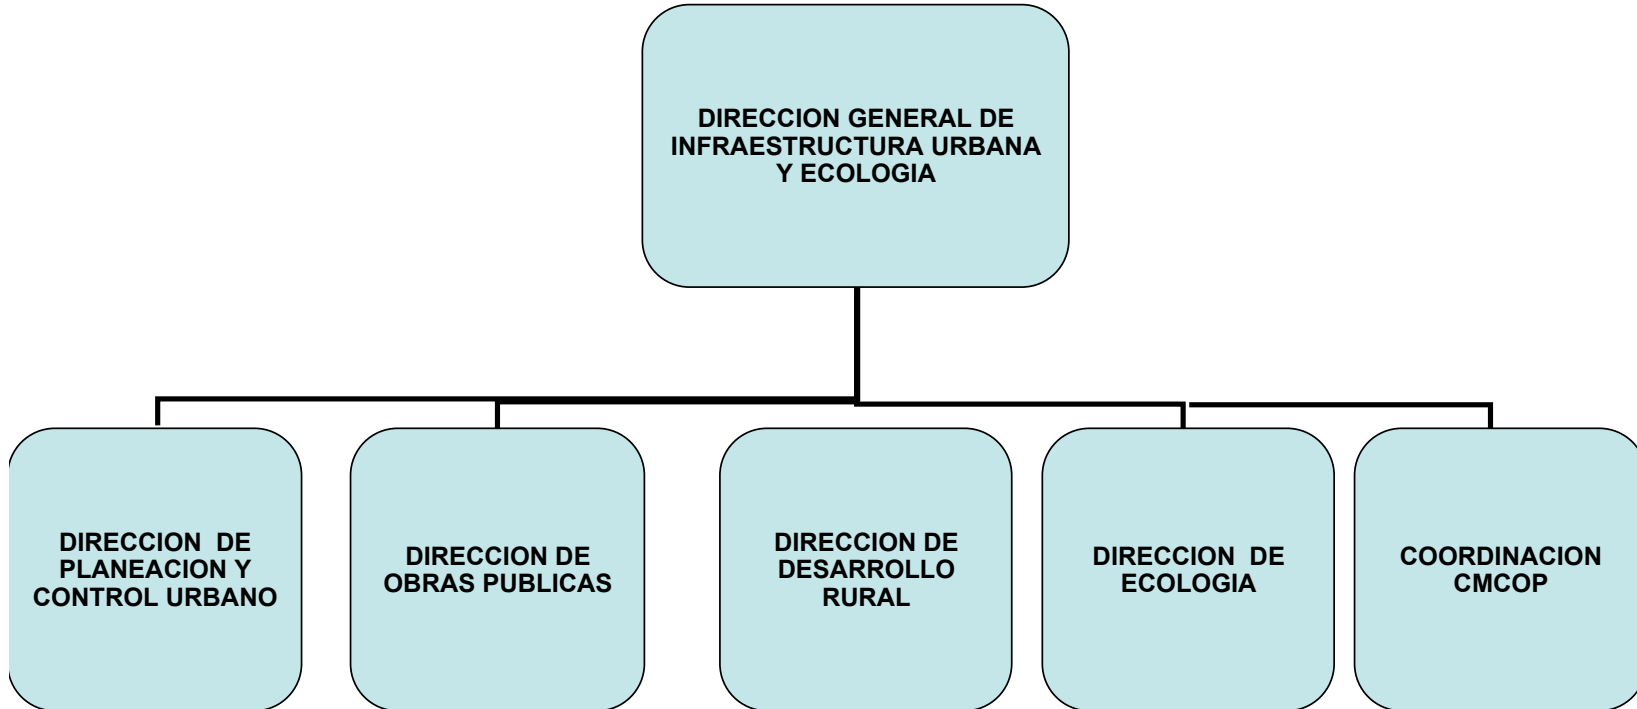 DIRECCION GENERAL DE
INFRAESTRUCTURA URBANA
Y ECOLOGIA
DIRECCION  DE
PLANEACION Y
CONTROL URBANO
DIRECCION DE
OBRAS PUBLICAS
DIRECCION DE
DESARROLLO
RURAL
DIRECCION  DE
ECOLOGIA
COORDINACION
CMCOP